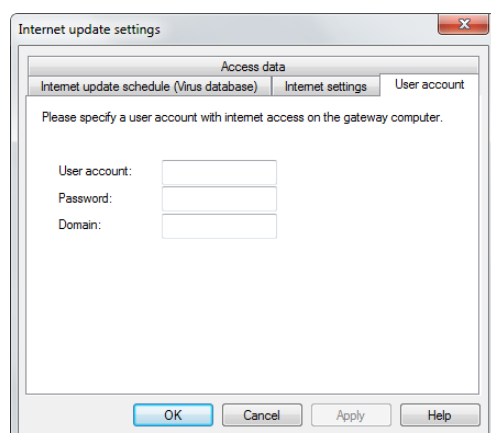 Internet update settings
Access data
Internet update schedule (Virus database) Internet settings User account
Please specify a user account with internet access on the gateway computer.
User account:
Password:
Domain:
OK Cancel Apply Help